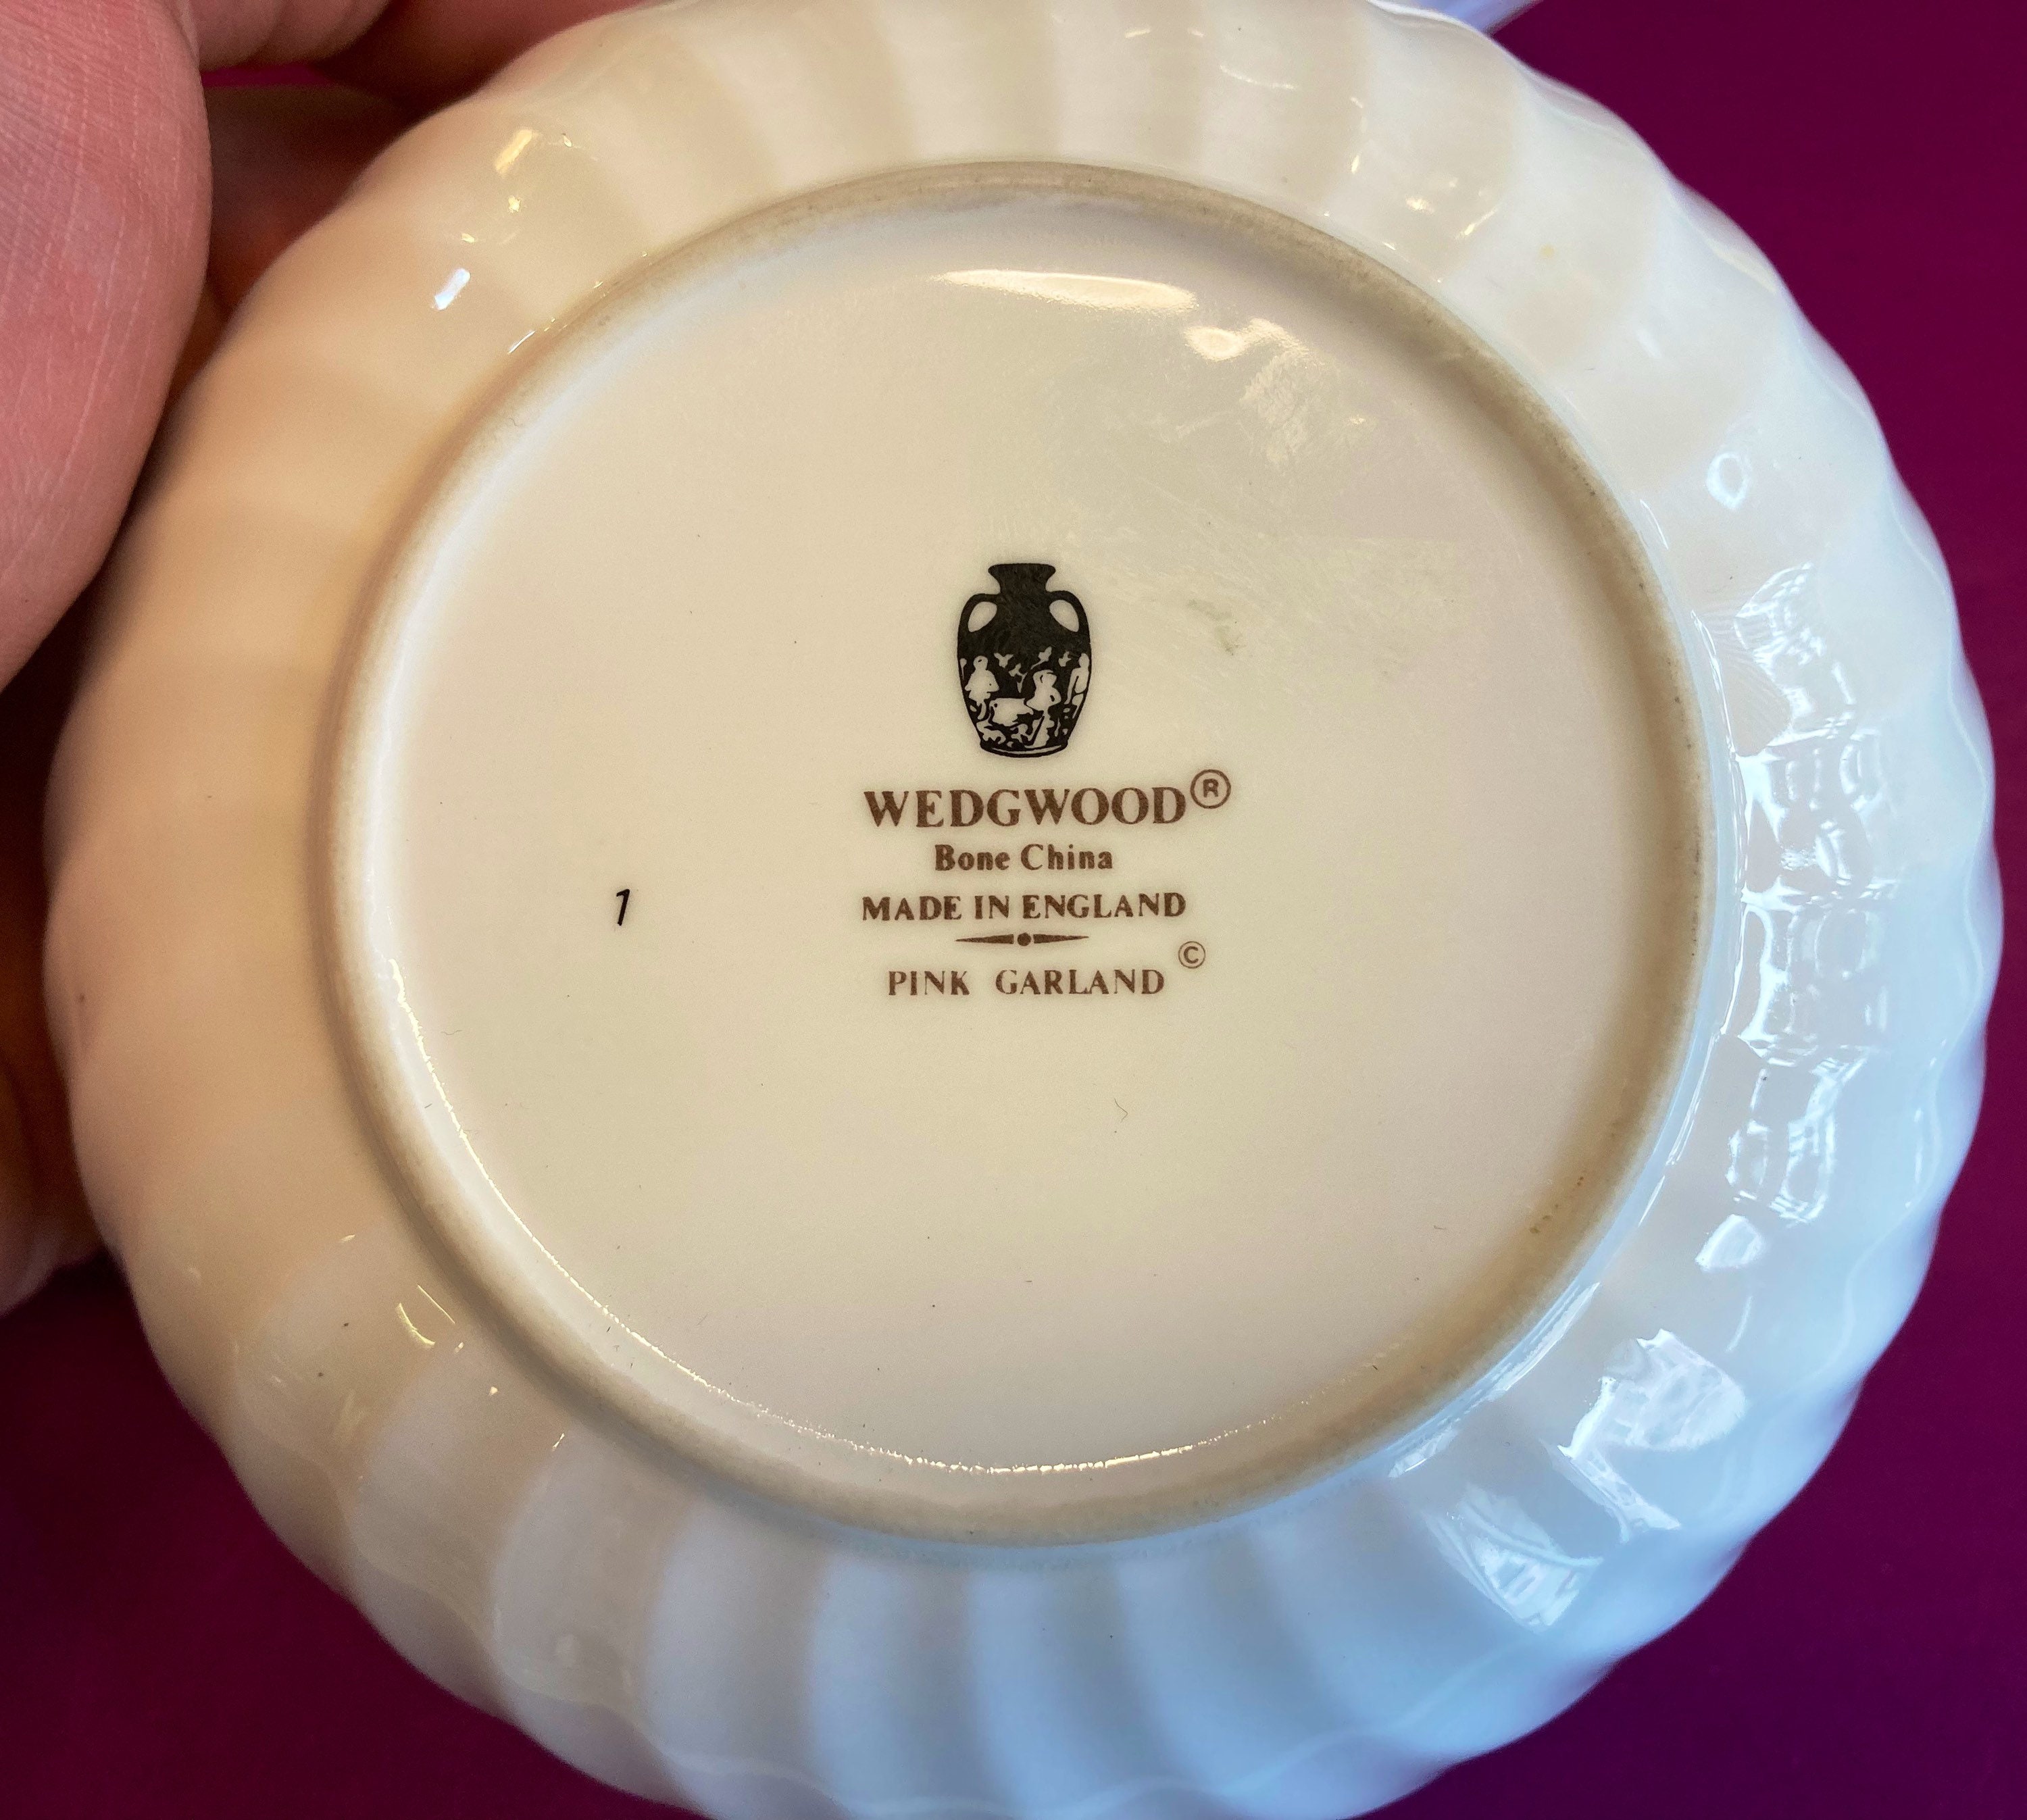 WEDGWOOD®
Bone China
1
MADE IN ENGLAND
PINK GARLAND ©